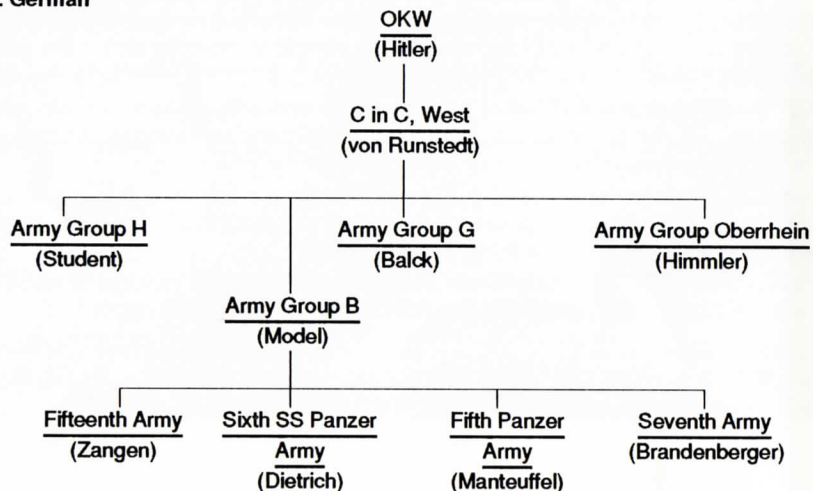 German
OKW
(Hitler)
C in C, West
(von Runstedt)
Army Group H
(Student)
Army Group G
(Balck)
Army Group Oberrhein
(Himmler)
Army Group B
(Model)
Fifteenth Army
(Zangen)
Sixth SS Panzer
Army
(Dietrich)
Fifth Panzer
Army
(Manteuffel)
Seventh Army
(Brandenberger)